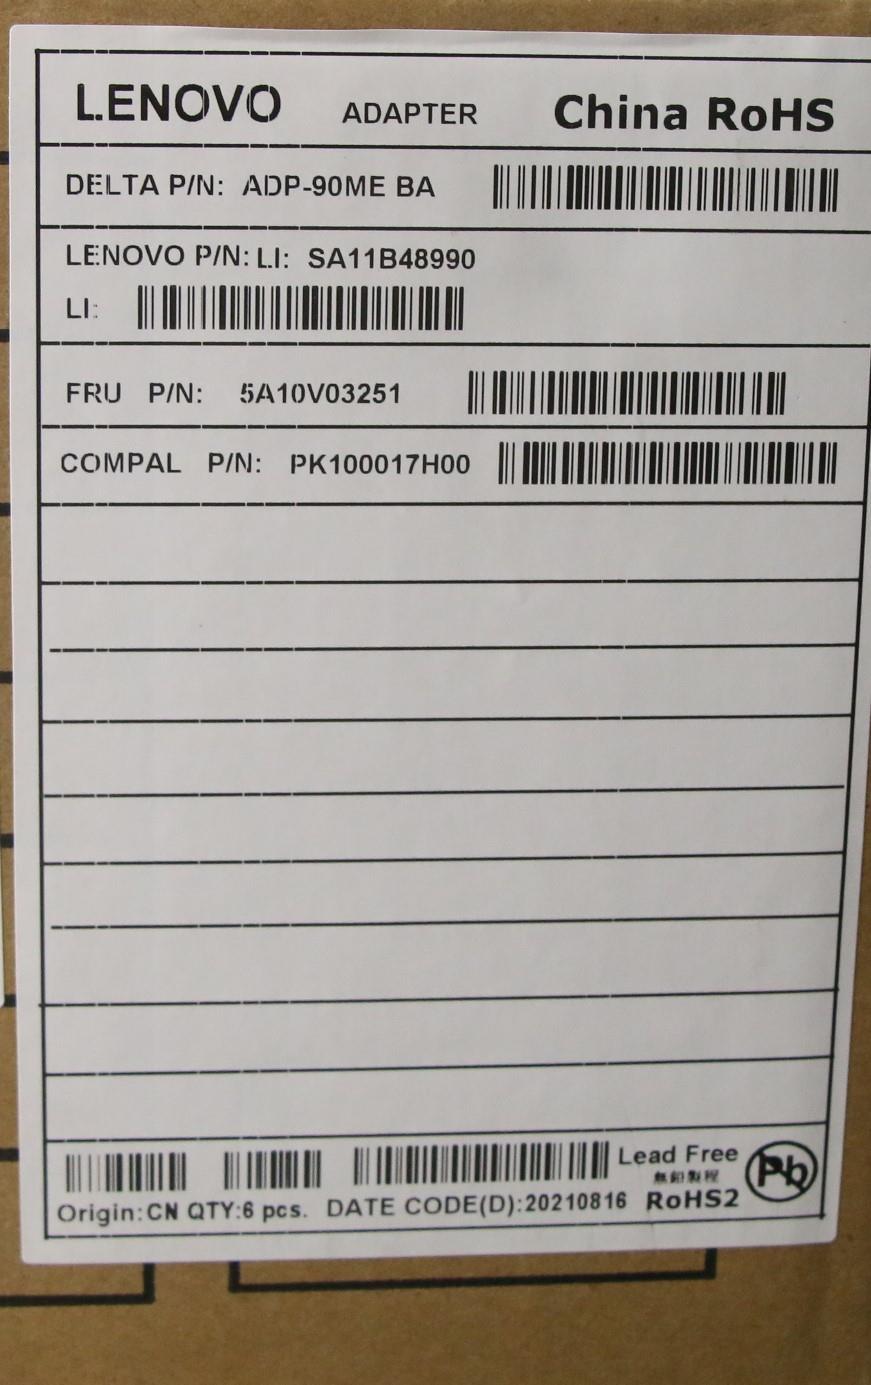 LENOVO ADAPTER China RoHS
DELTA P/N: ADP-90ME BA
LENOVO P/N: LI: SA11B48990
LI:
FRU P/N: 5A10V03251
COMPAL P/N: PK100017H00
Lead Free
無鉛製程
Pb
Origin:CN QTY:6 pcs. DATE CODE(D):20210816 RoHS2